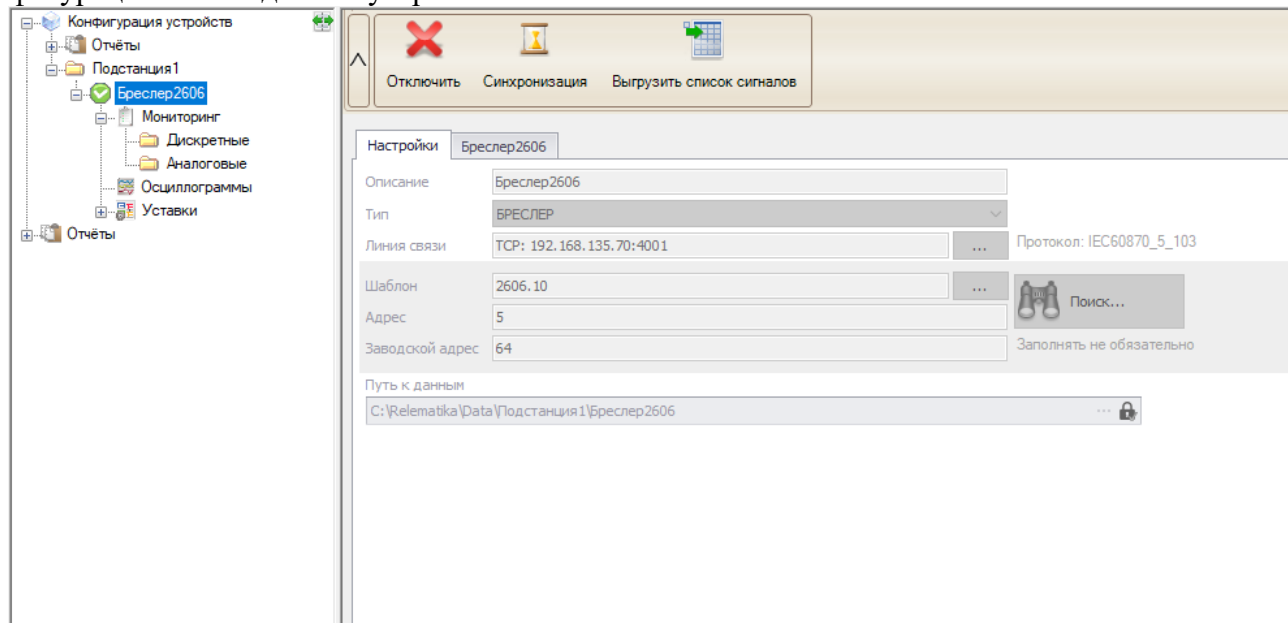 Конфигурация устройств
Отчёты
Подстанция1
Бреслер2606
Мониторинг
Дискретные
Аналоговые
Осциллограммы
Уставки
Отчёты
Отключить
Синхронизация
Выгрузить список сигналов
Настройки
Бреслер2606
Описание
Бреслер2606
Тип
БРЕСЛЕР
Линия связи
TCP: 192.168.135.70:4001
...
Протокол: IEC60870_5_103
Шаблон
2606.10
...
Поиск...
Адрес
5
Заводской адрес
64
Заполнять не обязательно
Путь к данным
C:\Relematika\Data\Подстанция1\Бреслер2606
...